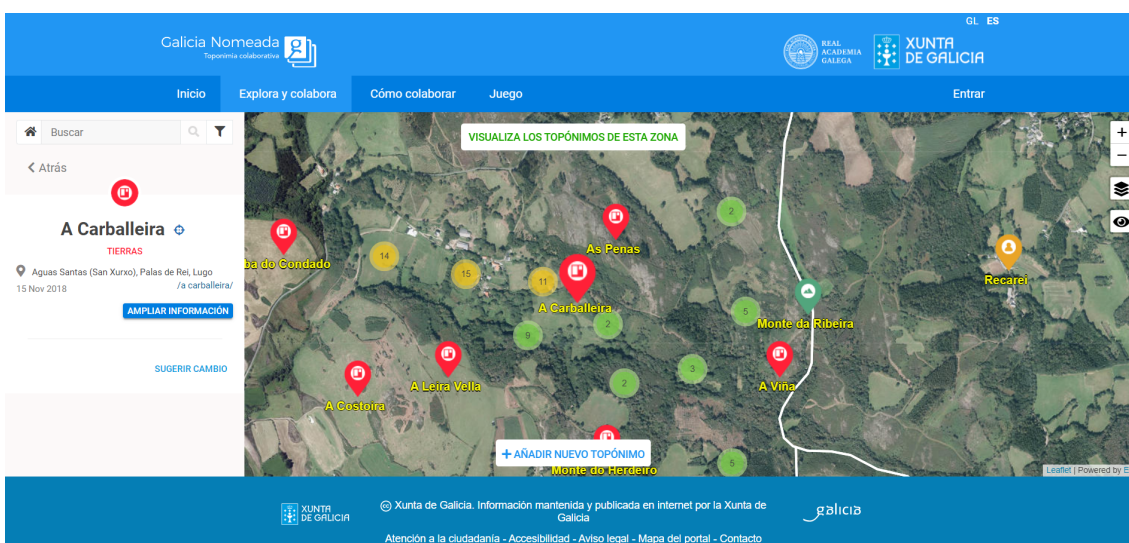 GL ES
Galicia Nomeada
Toponimia colaborativa
REAL
ACADEMIA
GALEGA
XUNTA
DE GALICIA
Inicio
Explora y colabora
Cómo colaborar
Juego
Entrar
Buscar
Atrás
A Carballeira
TIERRAS
Aguas Santas (San Xurxo), Palas de Rei, Lugo
15 Nov 2018
/a carballeira/
AMPLIAR INFORMACIÓN
SUGERIR CAMBIO
VISUALIZA LOS TOPÓNIMOS DE ESTA ZONA
+
−
2
As Penas
ba do Condado
14
15
11
Recarei
A Carballeira
5
Monte da Ribeira
2
9
A Leira Vella
3
A Viña
2
A Costoira
+ AÑADIR NUEVO TOPÓNIMO
Monte do Herdeiro
5
Leaflet | Powered by E
XUNTA
DE GALICIA
Xunta de Galicia. Información mantenida y publicada en internet por la Xunta de
Galicia
galicia
Atención a la ciudadanía - Accesibilidad - Aviso legal - Mapa del portal - Contacto